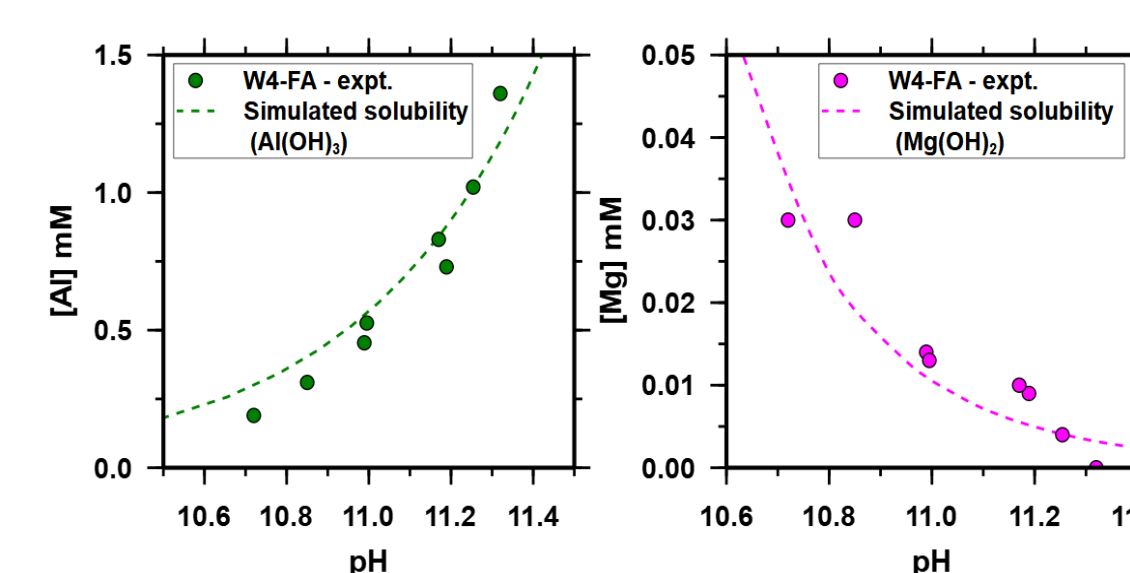 1.5
1.0
0.5
0.0
[Al] mM
W4-FA - expt.
Simulated solubility
(Al(OH)₃)
10.6 10.8 11.0 11.2 11.4
pH
0.05
0.04
0.03
0.02
0.01
0.00
[Mg] mM
W4-FA - expt.
Simulated solubility
(Mg(OH)₂)
10.6 10.8 11.0 11.2
pH